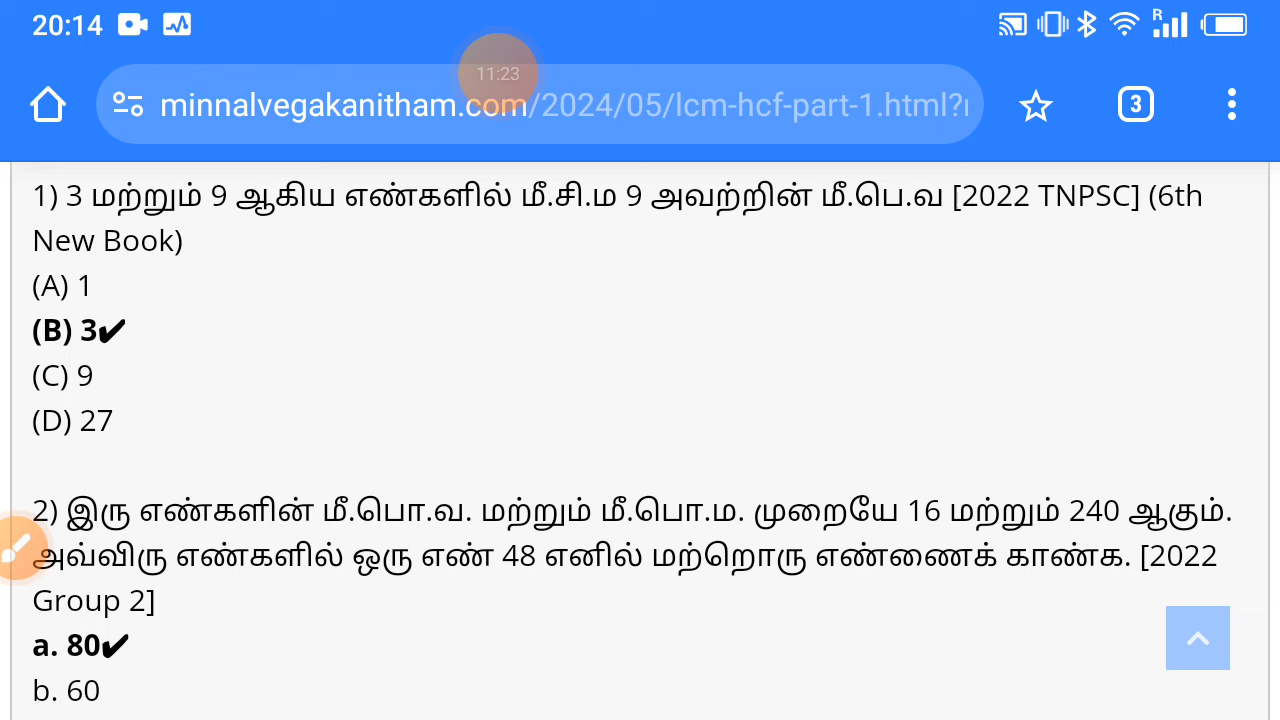 20:14
R
11:23
minnalvegakanitham.com/2024/05/lcm-hcf-part-1.html?
3
1) 3 மற்றும் 9 ஆகிய எண்களில் மீ.சி.ம 9 அவற்றின் மீ.பெ.வ [2022 TNPSC] (6th
New Book)
(A) 1
(B) 3✔
(C) 9
(D) 27
2) இரு எண்களின் மீ.பொ.வ. மற்றும் மீ.பொ.ம. முறையே 16 மற்றும் 240 ஆகும்.
அவ்விரு எண்களில் ஒரு எண் 48 எனில் மற்றொரு எண்ணைக் காண்க. [2022
Group 2]
a. 80✔
b. 60